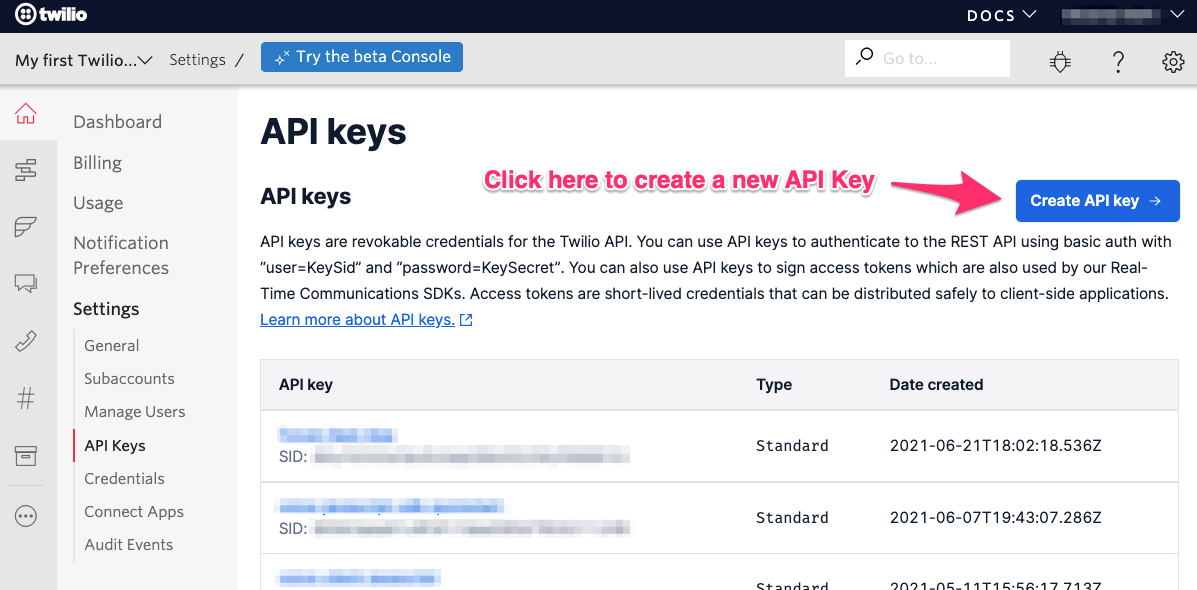 twilio
DOCS
My first Twilio...
Settings /
Try the beta Console
Go to...
Dashboard
Billing
Usage
Notification
Preferences
Settings
General
Subaccounts
Manage Users
API Keys
Credentials
Connect Apps
Audit Events
API keys
Click here to create a new API Key
API keys
Create API key →
API keys are revokable credentials for the Twilio API. You can use API keys to authenticate to the REST API using basic auth with
“user=KeySid” and “password=KeySecret”. You can also use API keys to sign access tokens which are also used by our Real-
Time Communications SDKs. Access tokens are short-lived credentials that can be distributed safely to client-side applications.
Learn more about API keys.
API key Type Date created
SID: Standard 2021-06-21T18:02:18.536Z
SID: Standard 2021-06-07T19:43:07.286Z
Standard 2021-05-11T15:56:17.713Z